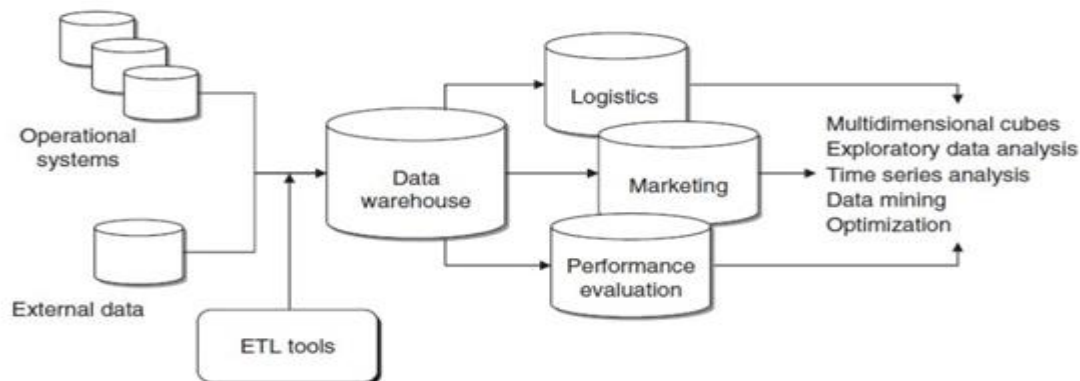 Operational
systems
External data
ETL tools
Data
warehouse
Logistics
Marketing
Performance
evaluation
Multidimensional cubes
Exploratory data analysis
Time series analysis
Data mining
Optimization